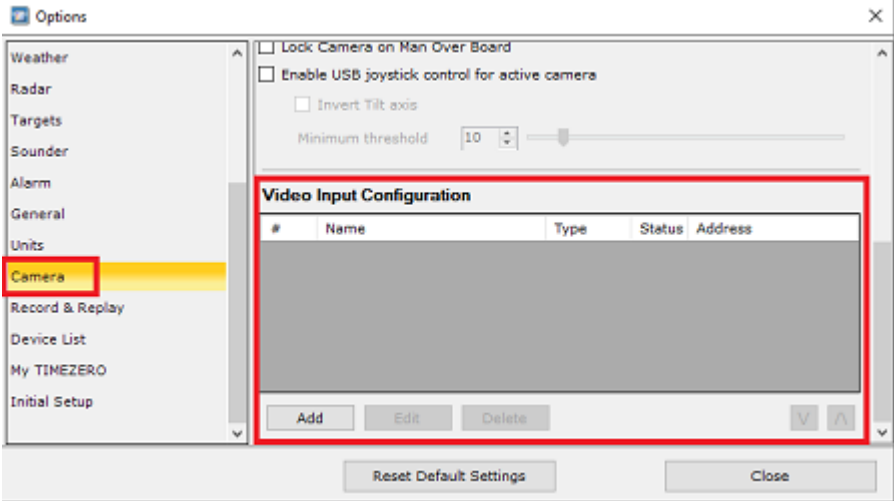 Options
Weather
Radar
Targets
Sounder
Alarm
General
Units
Camera
Record & Replay
Device List
My TIMEZERO
Initial Setup
Lock Camera on Man Over Board
Enable USB joystick control for active camera
Invert Tilt axis
Minimum threshold 10
Video Input Configuration
# Name Type Status Address
Add Edit Delete
Reset Default Settings Close